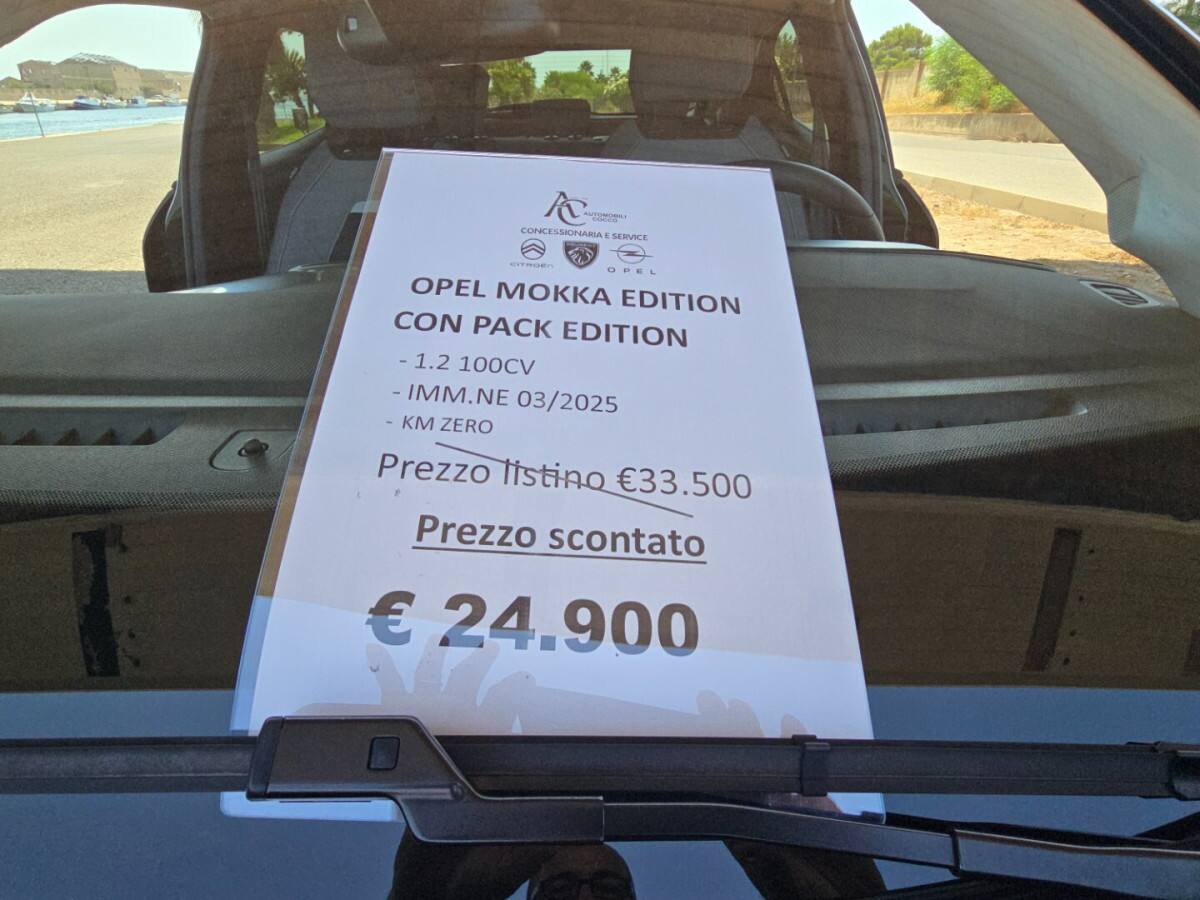 AC AUTOMOBILI
COCCO
CONCESSIONARIA E SERVICE
CITROËN
OPEL
OPEL MOKKA EDITION
CON PACK EDITION
- 1.2 100CV
- IMM.NE 03/2025
- KM ZERO
Prezzo listino €33.500
Prezzo scontato
€ 24.900